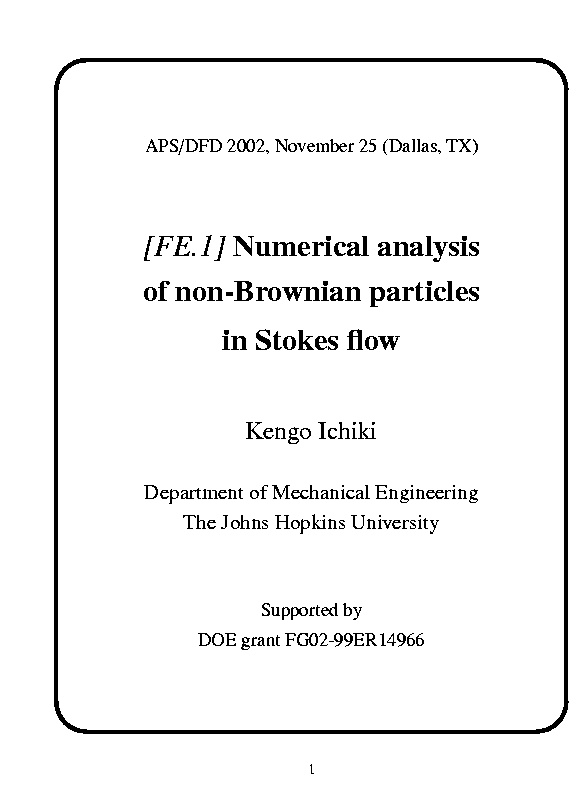 APS/DFD 2002, November 25 (Dallas, TX)
[FE.1] Numerical analysis
of non-Brownian particles
in Stokes flow
Kengo Ichiki
Department of Mechanical Engineering
The Johns Hopkins University
Supported by
DOE grant FG02-99ER14966
1